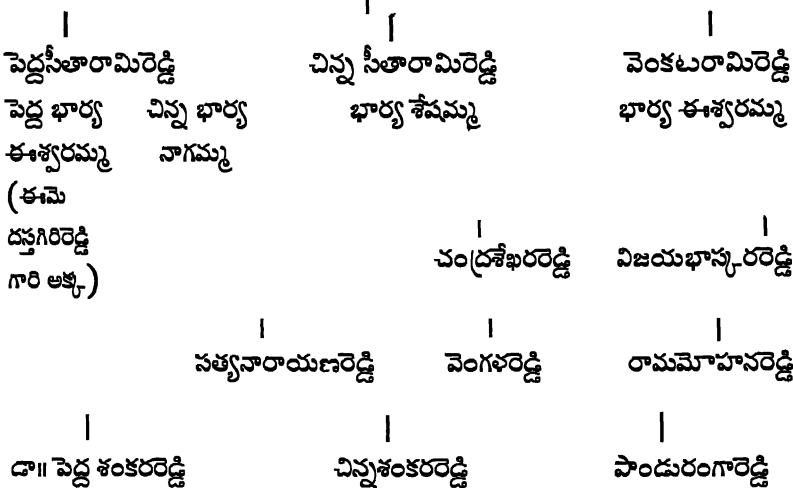 పెద్దసీతారామిరెడ్డి చిన్న సీతారామిరెడ్డి వెంకటరామిరెడ్డి
పెద్ద భార్య చిన్న భార్య భార్య శేషమ్మ భార్య ఈశ్వరమ్మ
ఈశ్వరమ్మ నాగమ్మ
(ఈమె
దస్తగిరిరెడ్డి
గారి అక్క)
చంద్రశేఖరరెడ్డి విజయభాస్కరరెడ్డి
సత్యనారాయణరెడ్డి వెంగళరెడ్డి రామమోహనరెడ్డి
డా॥ పెద్ద శంకరరెడ్డి చిన్నశంకరరెడ్డి పాండురంగారెడ్డి